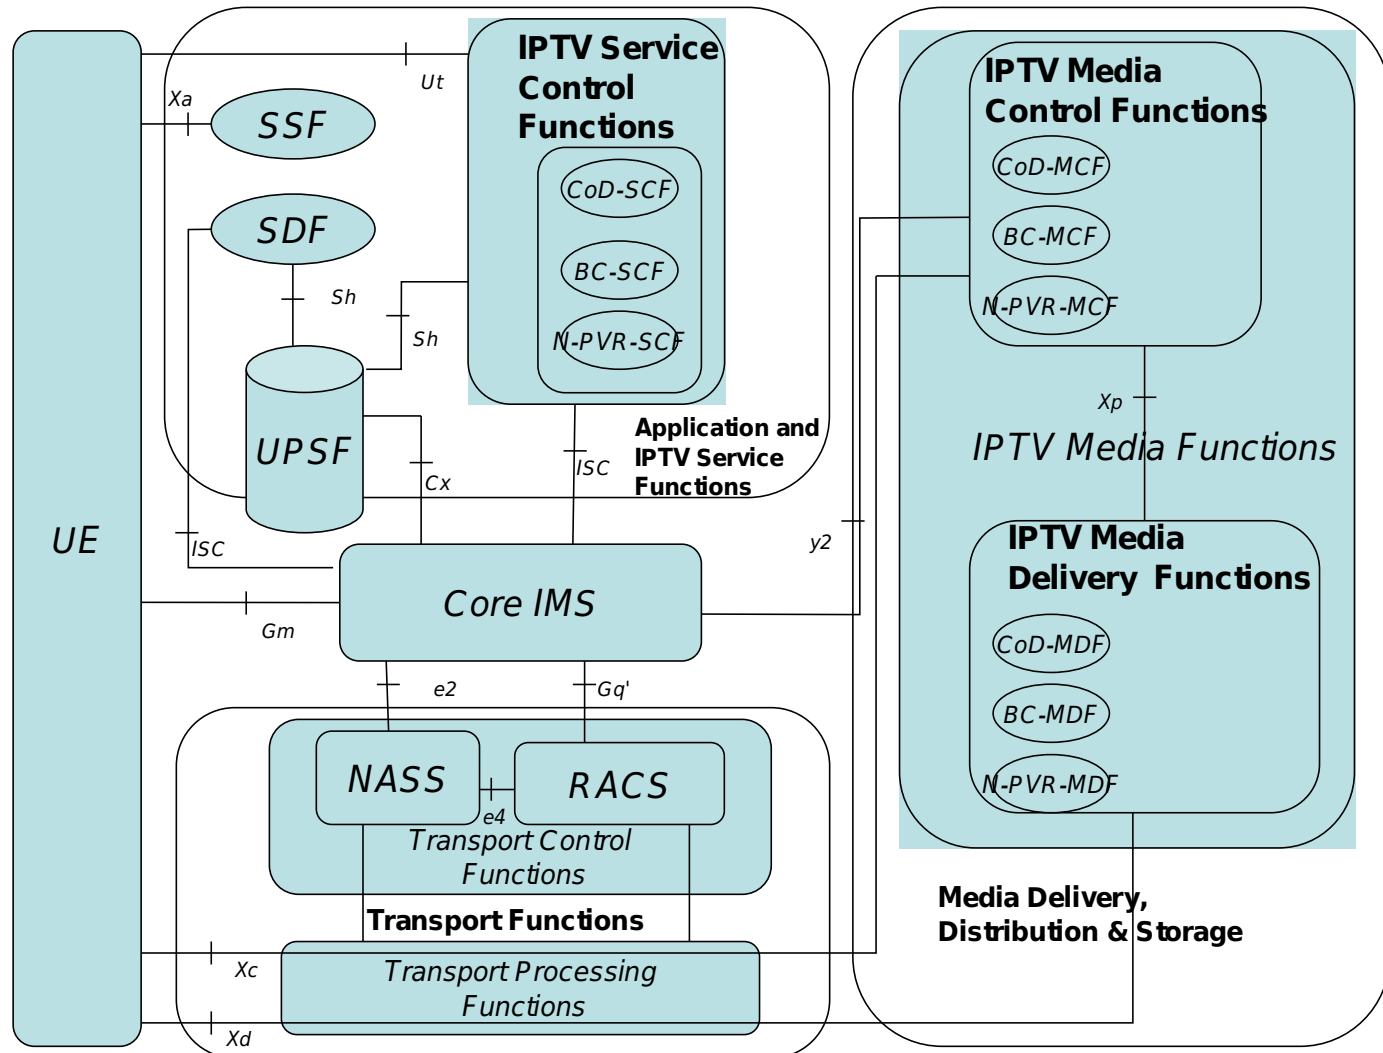 UE
Ut
Xa
SSF
SDF
Sh
Sh
UPSF
Cx
ISC
ISC
Gm
IPTV Service
Control
Functions
CoD-SCF
BC-SCF
N-PVR-SCF
Application and
IPTV Service
Functions
Core IMS
y2
e2
Gq'
NASS
RACS
e4
Transport Control
Functions
Transport Functions
Transport Processing
Functions
Xc
Xd
IPTV Media
Control Functions
CoD-MCF
BC-MCF
N-PVR-MCF
Xp
IPTV Media Functions
IPTV Media
Delivery Functions
CoD-MDF
BC-MDF
N-PVR-MDF
Media Delivery,
Distribution & Storage